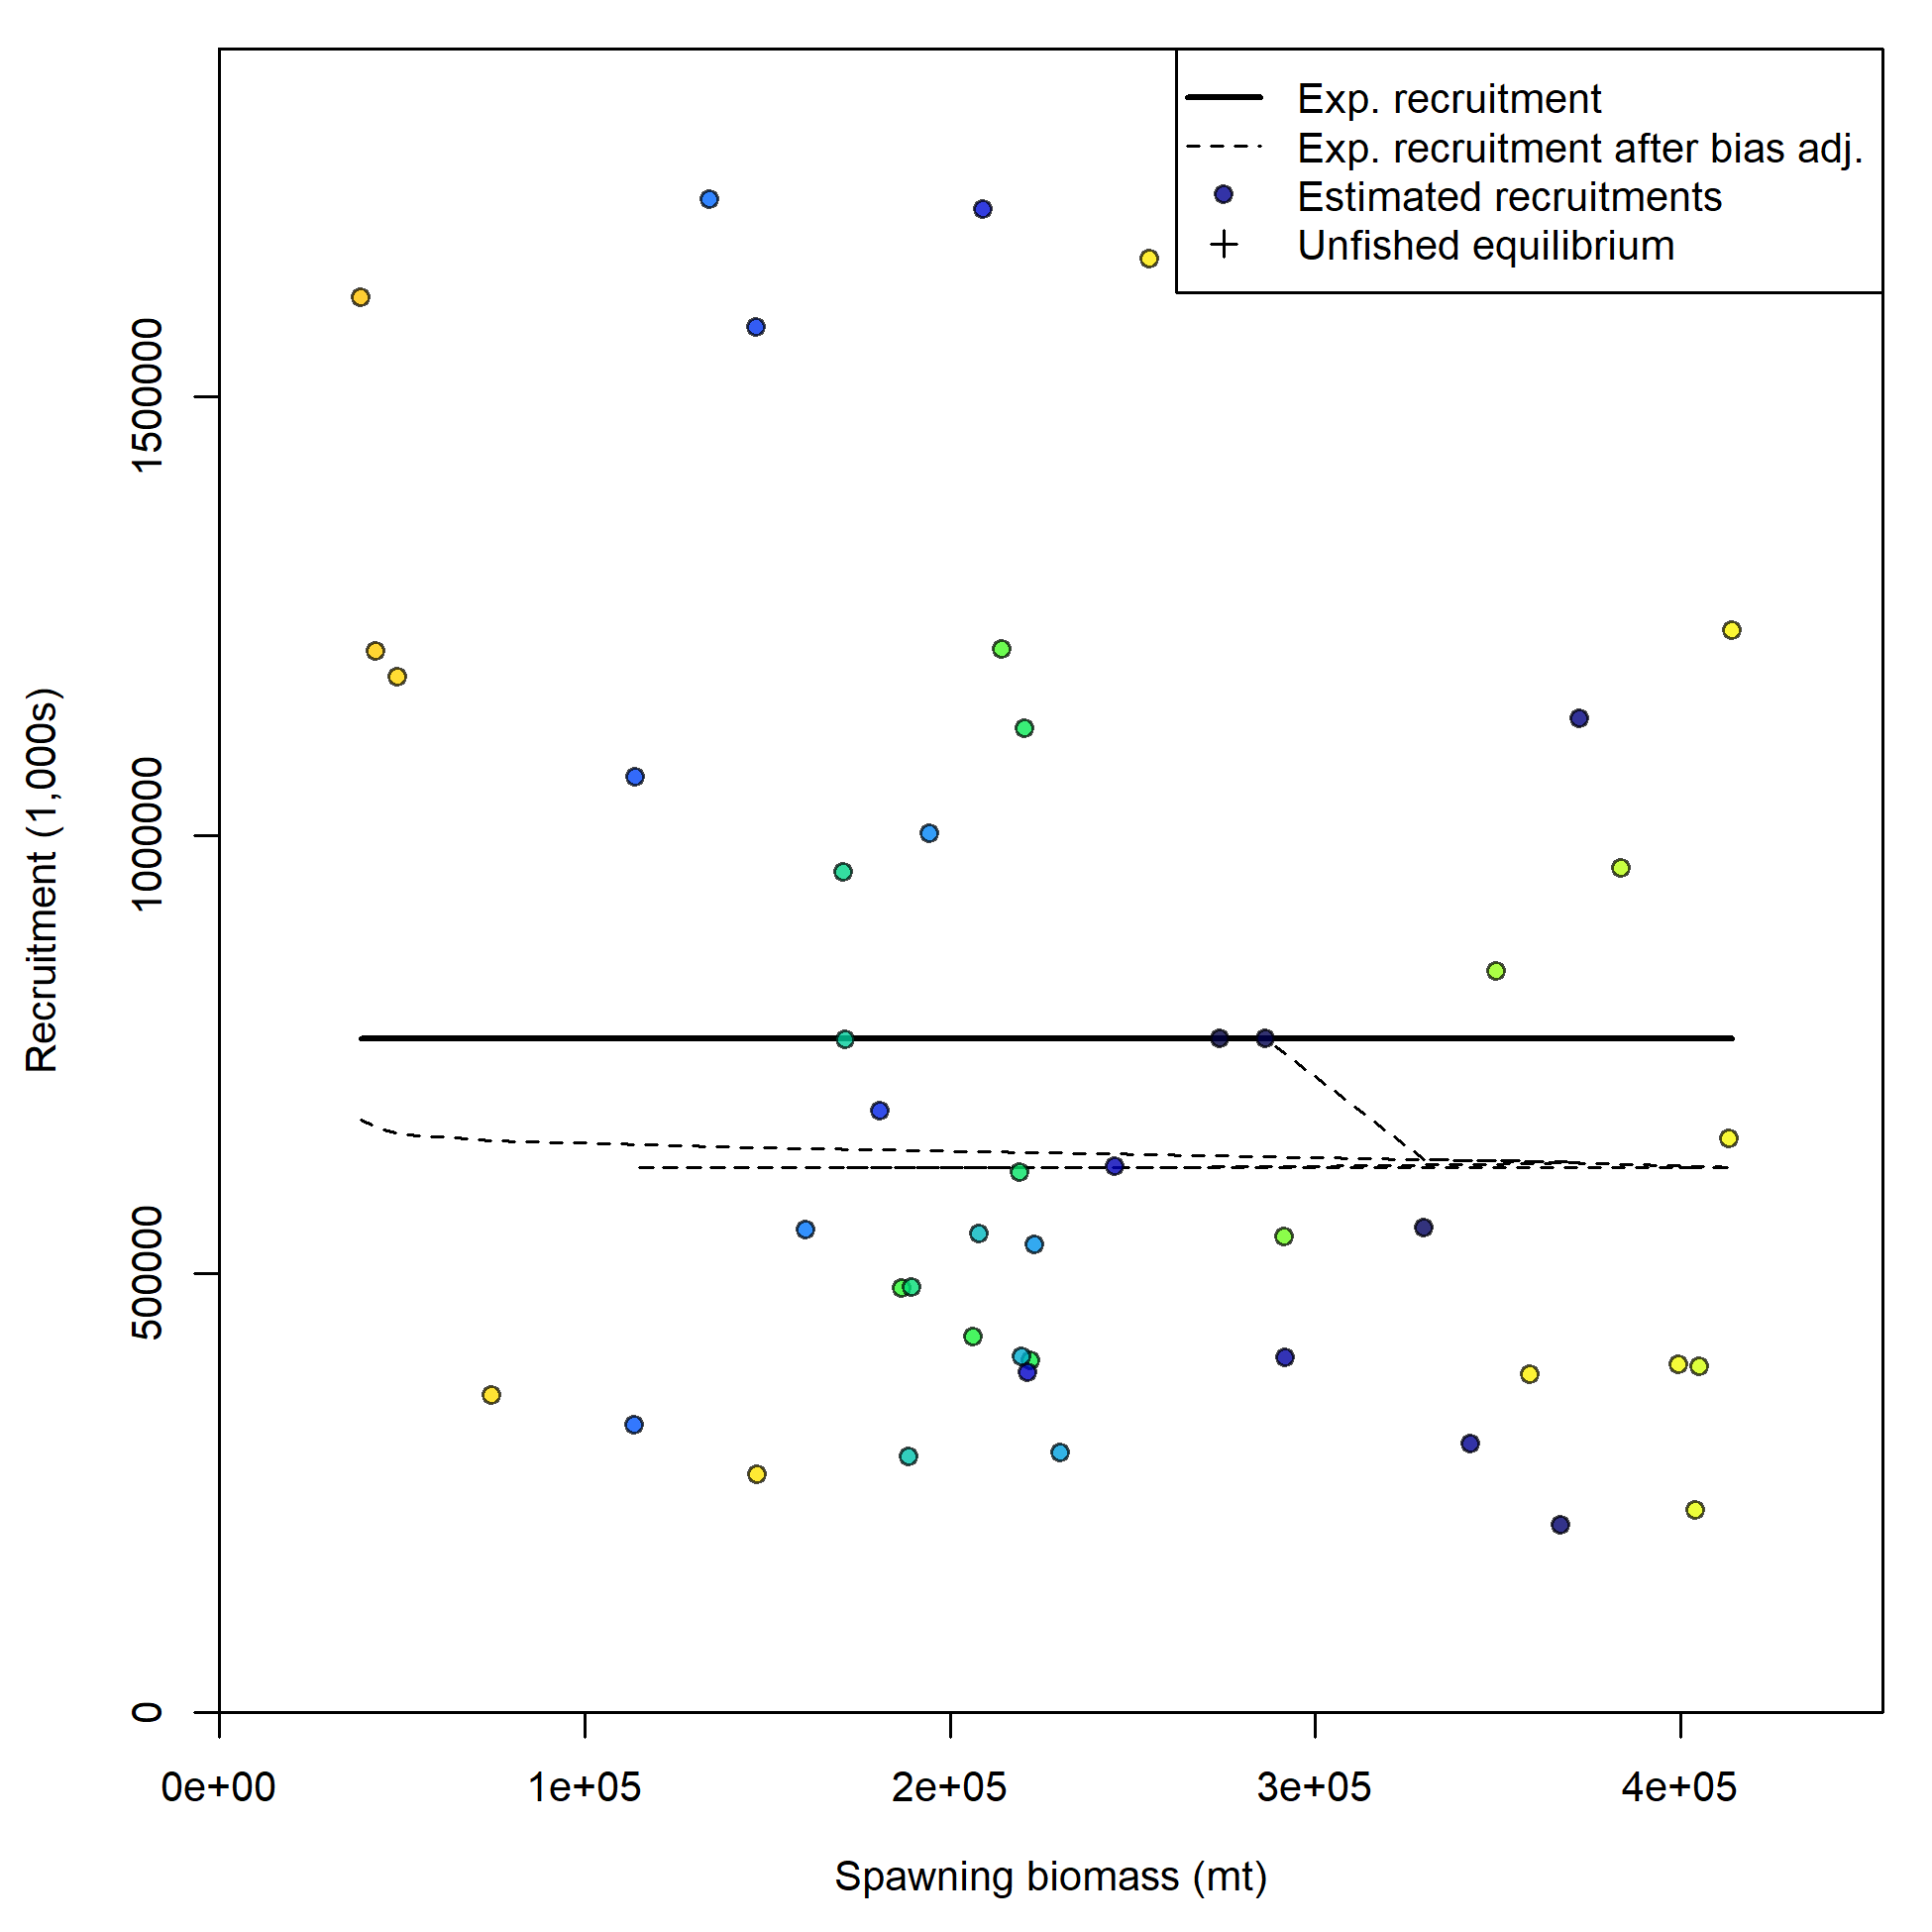 Exp. recruitment
Exp. recruitment after bias adj.
Estimated recruitments
Unfished equilibrium
Recruitment (1,000s)
1500000
1000000
500000
0
0e+00 1e+05 2e+05 3e+05 4e+05
Spawning biomass (mt)